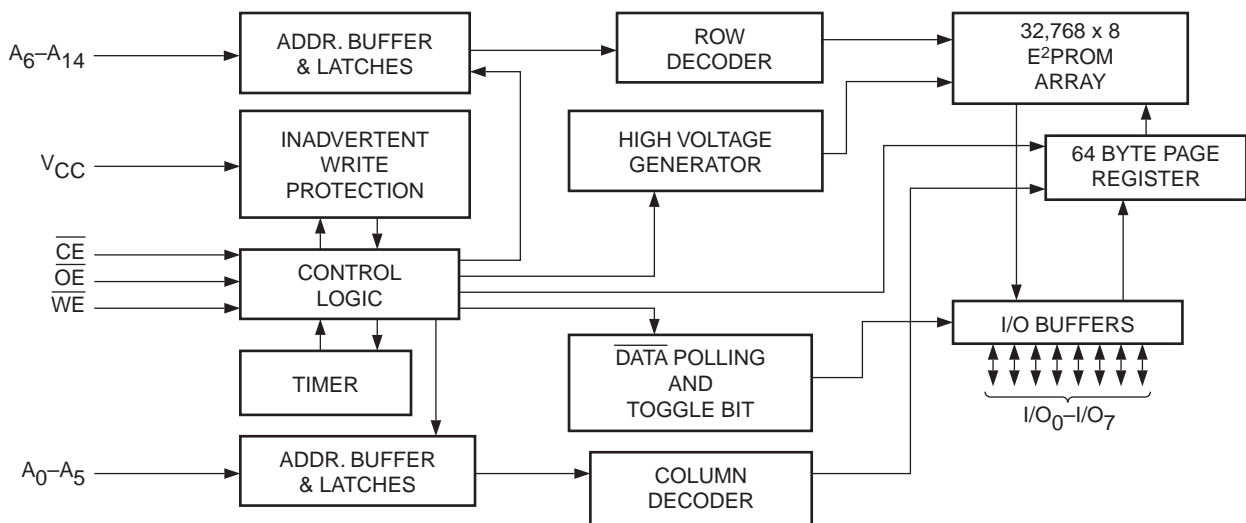 A6–A14
ADDR. BUFFER
& LATCHES
ROW
DECODER
32,768 x 8
E²PROM
ARRAY
VCC
INADVERTENT
WRITE
PROTECTION
HIGH VOLTAGE
GENERATOR
64 BYTE PAGE
REGISTER
CE
OE
WE
CONTROL
LOGIC
I/O BUFFERS
TIMER
DATA POLLING
AND
TOGGLE BIT
I/O0–I/O7
A0–A5
ADDR. BUFFER
& LATCHES
COLUMN
DECODER